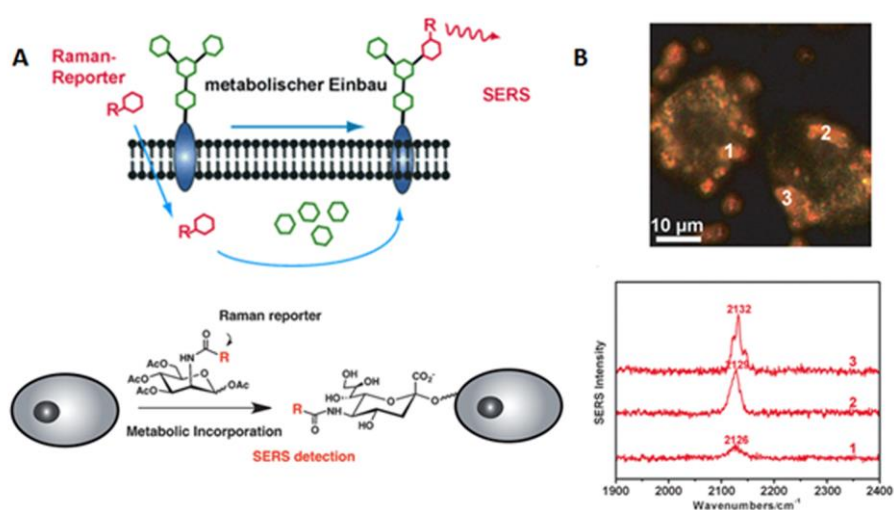 A
Raman-
Reporter
R
metabolischer Einbau
R
SERS
R
Raman reporter
O
AcO
HN
R
AcO
AcO
O
OAc
Metabolic Incorporation
HO
OH
CO₂⁻
HO
O
R
HN
O
HO
SERS detection
B
1
2
3
10 µm
SERS Intensity
2132
3
2129
2
2126
1
1900 2000 2100 2200 2300 2400
Wavenumbers/cm⁻¹